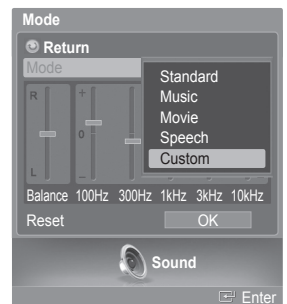 Mode
Return
Mode
Standard
Music
Movie
Speech
Custom
R
+
0
L
−
Balance 100Hz 300Hz 1kHz 3kHz 10kHz
Reset OK
Sound
Enter